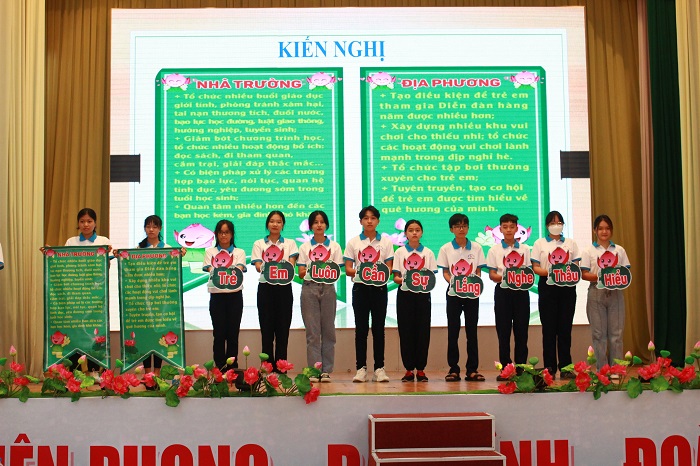 KIẾN NGHỊ
NHÀ TRƯỜNG
+ Tổ chức nhiều buổi giáo dục
giới tính, phòng tránh xâm hại,
tai nạn thương tích, đuối nước,
bạo lực học đường, luật giao thông,
hướng nghiệp, tuyển sinh;
+ Giảm bớt chương trình học,
tổ chức nhiều hoạt động bổ ích:
đọc sách, đi tham quan,
cắm trại, giải đáp thắc mắc...
+ Có biện pháp xử lý các trường
hợp bạo lực, nói tục, quan hệ
tình dục, yêu đương sớm trong
tuổi học sinh;
+ Quan tâm nhiều hơn đến các
bạn học kém, gia đình khó
ĐỊA PHƯƠNG
+ Tạo điều kiện để trẻ em
tham gia Diễn đàn hàng
năm được nhiều hơn;
+ Xây dựng nhiều khu vui
chơi cho thiếu nhi; tổ chức
các hoạt động vui chơi lành
mạnh trong dịp nghỉ hè.
+ Tổ chức tập bơi thường
xuyên cho trẻ em;
+ Tuyên truyền, tạo cơ hội
để trẻ em được tìm hiểu về
quê hương của mình.
NHÀ TRƯỜNG
ĐỊA PHƯƠNG
Trẻ Em Luôn Cần Sự Lắng Nghe Thấu Hiểu